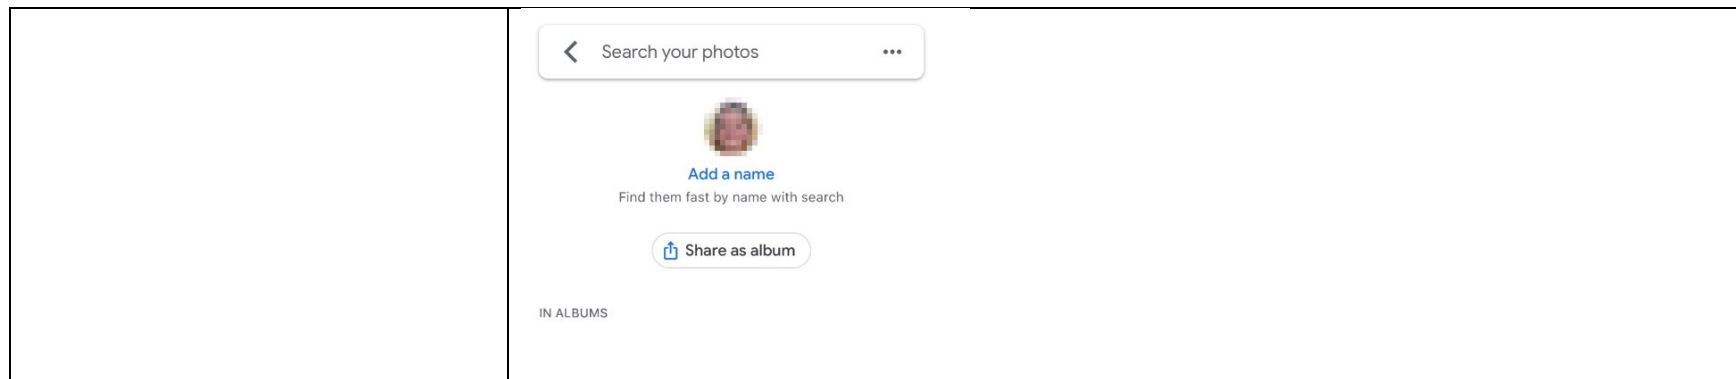 Search your photos
Add a name
Find them fast by name with search
Share as album
IN ALBUMS